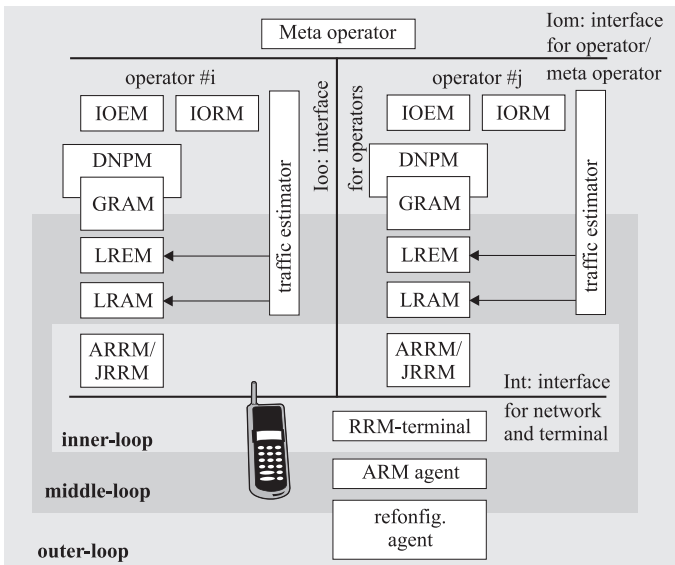 Meta operator
Iom: interface
for operator/
meta operator
operator #i
IOEM
IORM
DNPM
GRAM
LREM
LRAM
ARRM/
JRRM
traffic estimator
Ioo: interface
for operators
operator #j
IOEM
IORM
DNPM
GRAM
LREM
LRAM
ARRM/
JRRM
traffic estimator
Int: interface
for network
and terminal
RRM-terminal
inner-loop
ARM agent
middle-loop
refonfig.
agent
outer-loop